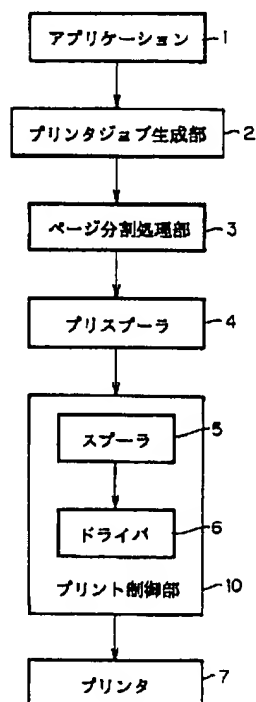 アプリケーション 1
プリンタジョブ生成部 2
ページ分割処理部 3
プリスプーラ 4
スプーラ 5
ドライバ 6
プリント制御部 10
プリンタ 7